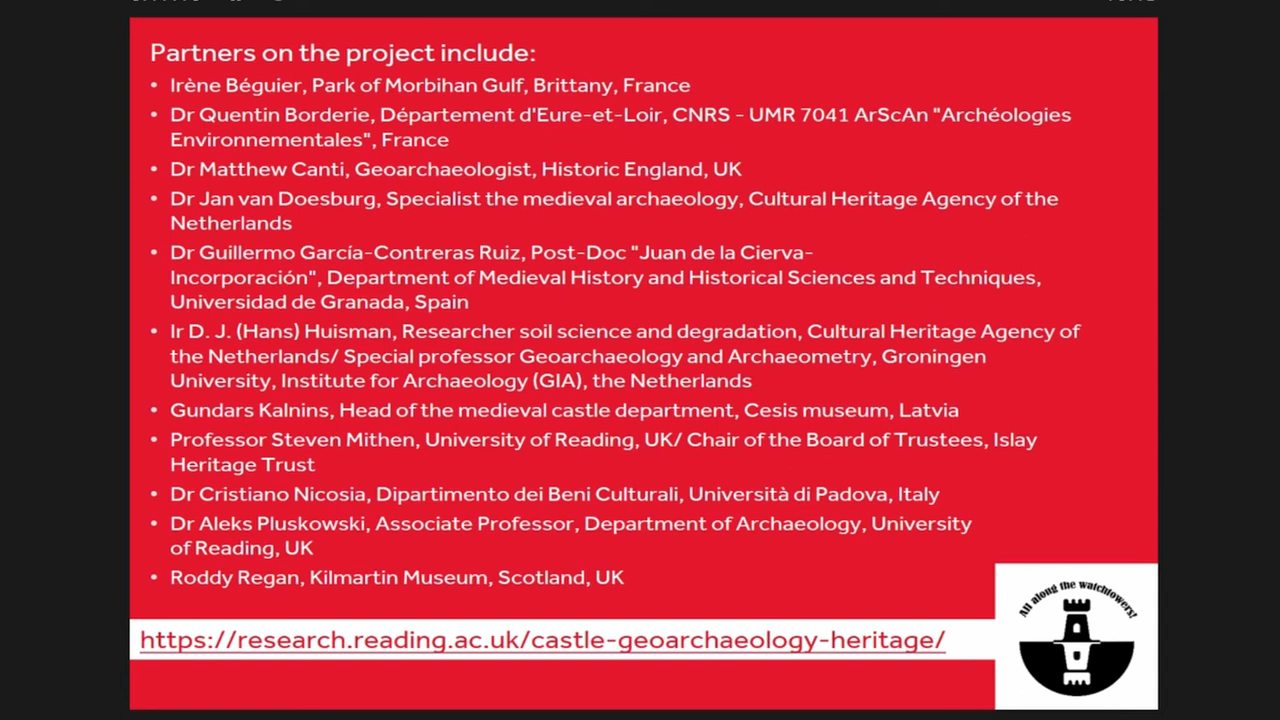 Partners on the project include:
• Irène Béguier, Park of Morbihan Gulf, Brittany, France
• Dr Quentin Borderie, Département d'Eure-et-Loir, CNRS - UMR 7041 ArScAn "Archéologies
Environnementales", France
• Dr Matthew Canti, Geoarchaeologist, Historic England, UK
• Dr Jan van Doesburg, Specialist the medieval archaeology, Cultural Heritage Agency of the
Netherlands
• Dr Guillermo García-Contreras Ruiz, Post-Doc "Juan de la Cierva-
Incorporación", Department of Medieval History and Historical Sciences and Techniques,
Universidad de Granada, Spain
• Ir D. J. (Hans) Huisman, Researcher soil science and degradation, Cultural Heritage Agency of
the Netherlands/ Special professor Geoarchaeology and Archaeometry, Groningen
University, Institute for Archaeology (GIA), the Netherlands
• Gundars Kalnins, Head of the medieval castle department, Cesis museum, Latvia
• Professor Steven Mithen, University of Reading, UK/ Chair of the Board of Trustees, Islay
Heritage Trust
• Dr Cristiano Nicosia, Dipartimento dei Beni Culturali, Università di Padova, Italy
• Dr Aleks Pluskowski, Associate Professor, Department of Archaeology, University
of Reading, UK
• Roddy Regan, Kilmartin Museum, Scotland, UK
All along the watchtowers!
https://research.reading.ac.uk/castle-geoarchaeology-heritage/